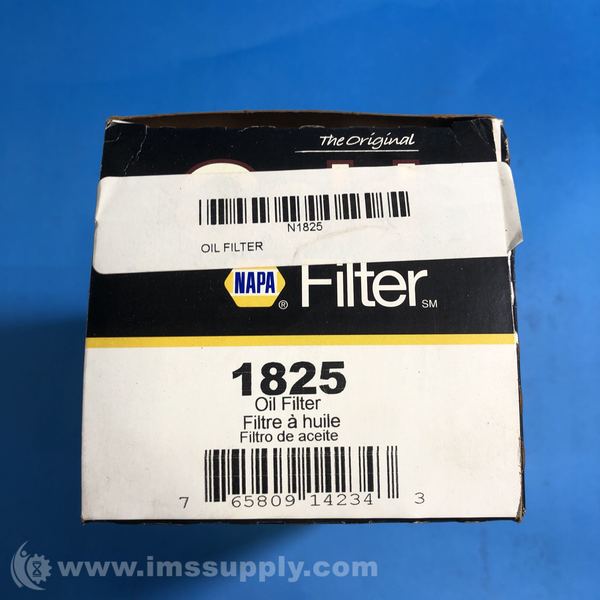 The Original
N1825
OIL FILTER
NAPA ® Filter SM
1825
Oil Filter
Filtre à huile
Filtro de aceite
7 65809 14234 3
www.imssupply.com